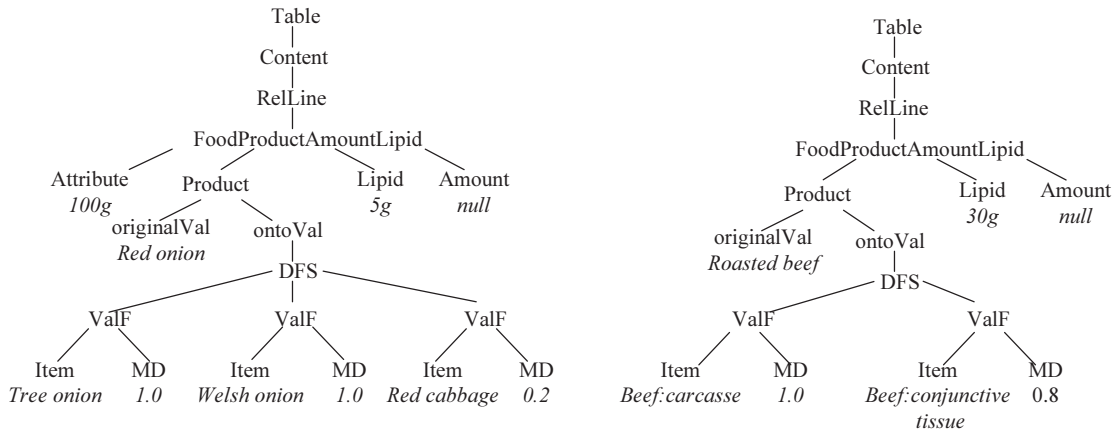 Table
Content
RelLine
FoodProductAmountLipid
Attribute Product Lipid Amount
100g 5g null
originalVal ontoVal
Red onion
DFS
ValF ValF ValF
Item MD Item MD Item MD
Tree onion 1.0 Welsh onion 1.0 Red cabbage 0.2
Table
Content
RelLine
FoodProductAmountLipid
Product Lipid Amount
30g null
originalVal ontoVal
Roasted beef
DFS
ValF ValF
Item MD Item MD
Beef:carcasse 1.0 Beef:conjunctive 0.8
tissue